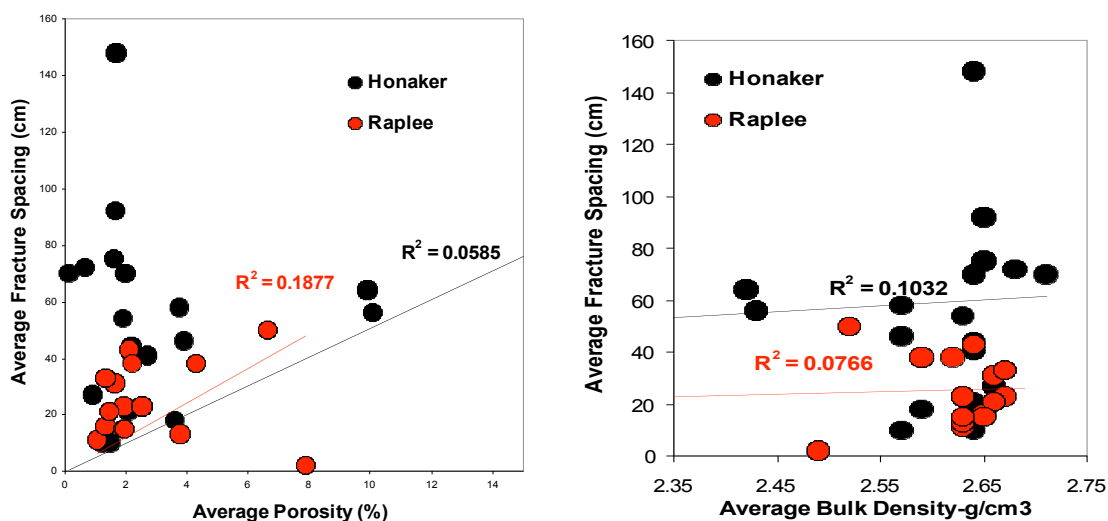 160
140
120
100
80
60
40
20
0
Average Fracture Spacing (cm)
Honaker
Raplee
R² = 0.0585
R² = 0.1877
0 2 4 6 8 10 12 14
Average Porosity (%)
160
140
120
100
80
60
40
20
0
Average Fracture Spacing (cm)
Honaker
Raplee
R² = 0.1032
R² = 0.0766
2.35 2.45 2.55 2.65 2.75
Average Bulk Density-g/cm3